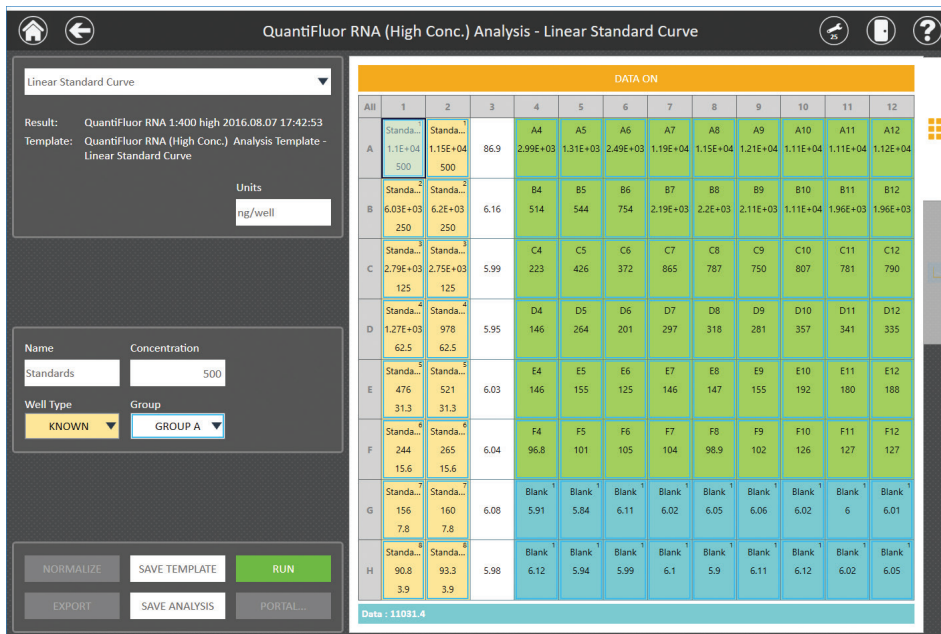 QuantiFluor RNA (High Conc.) Analysis - Linear Standard Curve
25
?
Linear Standard Curve
Result: QuantiFluor RNA 1:400 high 2016.08.07 17:42:53
Template: QuantiFluor RNA (High Conc.) Analysis Template -
Linear Standard Curve
Units
ng/well
Name Concentration
Standards 500
Well Type Group
KNOWN GROUP A
NORMALIZE SAVE TEMPLATE RUN
EXPORT SAVE ANALYSIS PORTAL...
DATA ON
All 1 2 3 4 5 6 7 8 9 10 11 12
Standa...1 Standa...1 A4 A5 A6 A7 A8 A9 A10 A11 A12
A 1.1E+04 1.15E+04 86.9 2.99E+03 1.31E+03 2.49E+03 1.19E+04 1.15E+04 1.21E+04 1.11E+04 1.11E+04 1.12E+04
500 500
Standa...2 Standa...2 B4 B5 B6 B7 B8 B9 B10 B11 B12
B 6.03E+03 6.2E+03 6.16 514 544 754 2.19E+03 2.2E+03 2.11E+03 1.11E+04 1.96E+03 1.96E+03
250 250
Standa...3 Standa...3 C4 C5 C6 C7 C8 C9 C10 C11 C12
C 2.79E+03 2.75E+03 5.99 223 426 372 865 787 750 807 781 790
125 125
Standa...4 Standa...4 D4 D5 D6 D7 D8 D9 D10 D11 D12
D 1.27E+03 978 5.95 146 264 201 297 318 281 357 341 335
62.5 62.5
Standa...5 Standa...5 E4 E5 E6 E7 E8 E9 E10 E11 E12
E 476 521 6.03 146 155 125 146 147 155 192 180 188
31.3 31.3
Standa...6 Standa...6 F4 F5 F6 F7 F8 F9 F10 F11 F12
F 244 265 6.04 96.8 101 105 104 98.9 102 126 127 127
15.6 15.6
Standa...7 Standa...7 Blank 1 Blank 1 Blank 1 Blank 1 Blank 1 Blank 1 Blank 1 Blank 1 Blank 1
G 156 160 6.08 5.91 5.84 6.11 6.02 6.05 6.06 6.02 6 6.01
7.8 7.8
Standa...8 Standa...8 Blank 1 Blank 1 Blank 1 Blank 1 Blank 1 Blank 1 Blank 1 Blank 1 Blank 1
H 90.8 93.3 5.98 6.12 5.94 5.99 6.1 5.9 6.11 6.12 6.02 6.05
3.9 3.9
Data : 11031.4